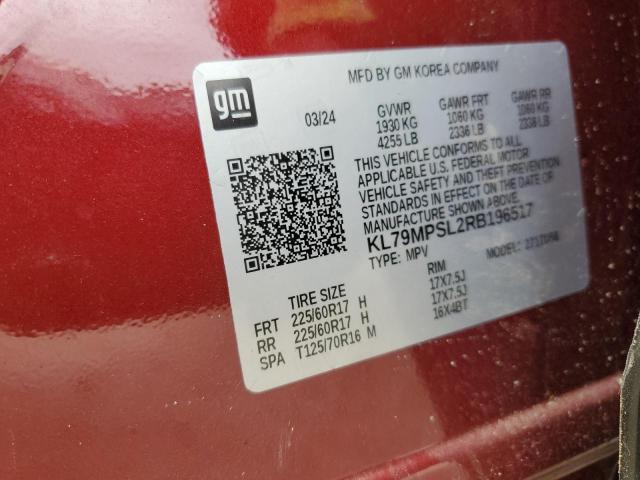 gm
MFD BY GM KOREA COMPANY
03/24
GVWR GAWR FRT GAWR RR
1930 KG 1060 KG 1060 KG
4255 LB 2336 LB 2336 LB
THIS VEHICLE CONFORMS TO ALL
APPLICABLE U.S. FEDERAL MOTOR
VEHICLE SAFETY AND THEFT PREVENTION
STANDARDS IN EFFECT ON THE DATE OF
MANUFACTURE SHOWN ABOVE.
KL79MPSL2RB196517
TYPE: MPV MODEL:
TIRE SIZE RIM
FRT 225/60R17 H 17X7.5J
RR 225/60R17 H 17X7.5J
SPA T125/70R16 M 16X4BT